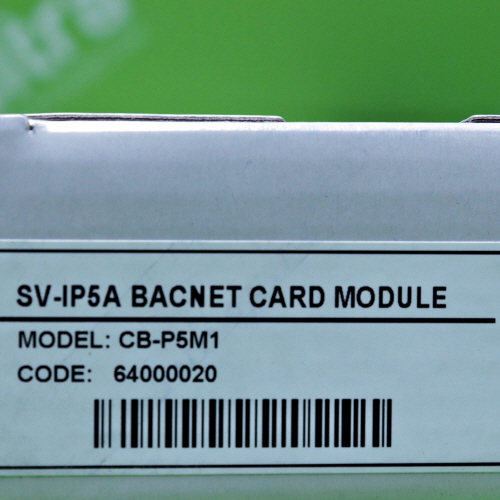 SV-IP5A BACNET CARD MODULE
MODEL: CB-P5M1
CODE: 64000020